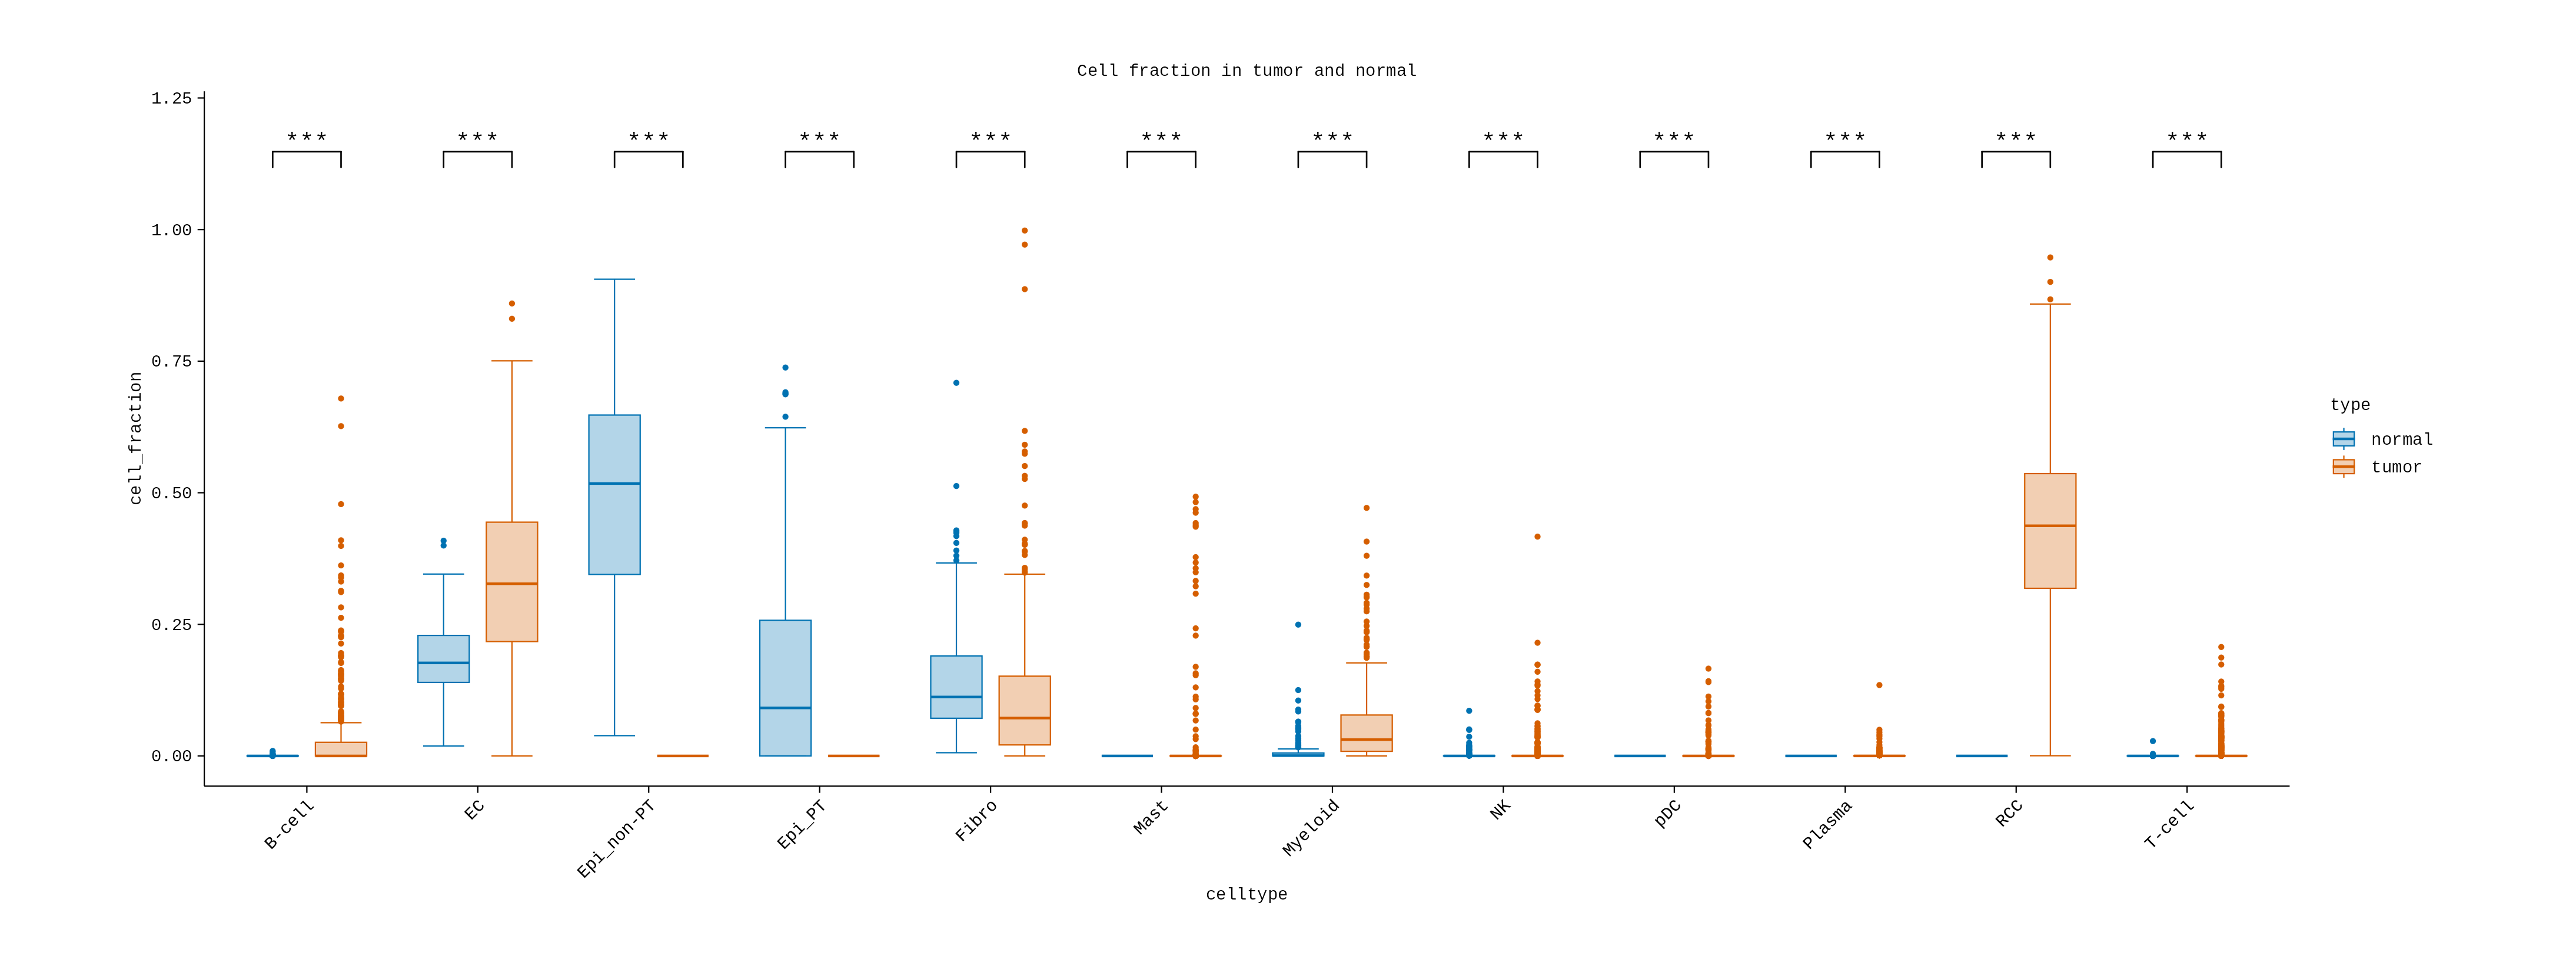 Cell fraction in tumor and normal
1.25
1.00
0.75
0.50
0.25
0.00
cell_fraction
*** *** *** *** *** *** *** *** *** *** *** ***
B-cell EC Epi_non-PT Epi_PT Fibro Mast Myeloid NK pDC Plasma RCC T-cell
celltype
type
normal
tumor